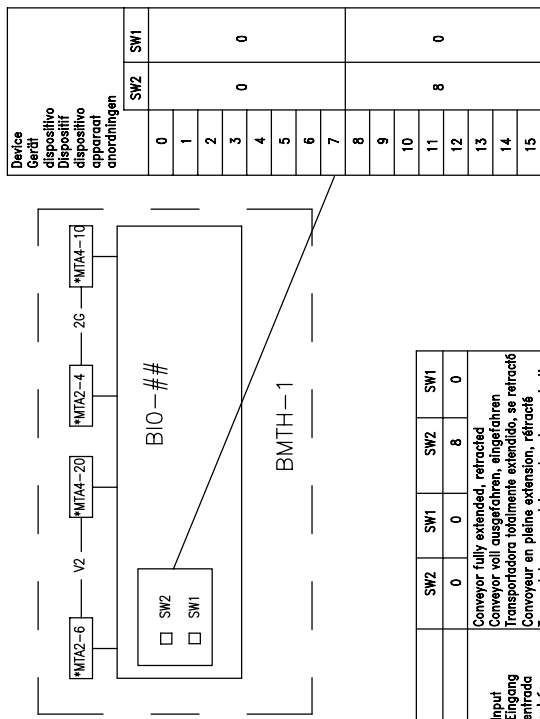 Device
Gerät
dispositivo
Dispositif
dispositivo
apparaat
anordningen
SW2 SW1
0
1
2
3 0 0
4
5
6
7
8
9
10
11 8 0
12
13
14
15
*MTA2-6 V2 *MTA4-20 *MTA2-4 2G *MTA4-10
BIO-##
SW2
SW1
BMTH-1
SW2 SW1 SW2 SW1
0 0 8 0
Input
Eingang
entrada
Conveyor fully extended, retracted
Conveyor voll ausgefahren, eingefahren
Transportadora totalmente extendido, se retractó
Convoyeur en pleine extension, rétracté